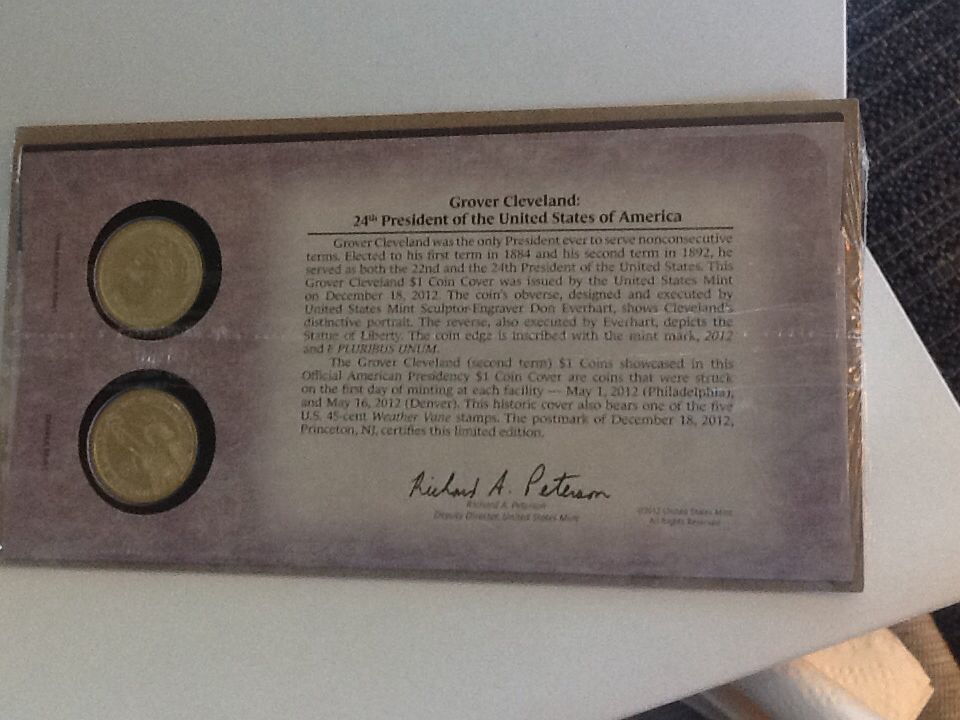 Grover Cleveland:
24th President of the United States of America
Grover Cleveland was the only President ever to serve nonconsecutive
terms. Elected to his first term in 1884 and his second term in 1892, he
served as both the 22nd and the 24th President of the United States. This
Grover Cleveland $1 Coin Cover was issued by the United States Mint
on December 18, 2012. The coin's obverse, designed and executed by
United States Mint Sculptor-Engraver Don Everhart, shows Cleveland's
distinctive portrait. The reverse, also executed by Everhart, depicts the
Statue of Liberty. The coin edge is inscribed with the mint mark, 2012
and E PLURIBUS UNUM.
The Grover Cleveland (second term) $1 Coins showcased in this
Official American Presidency $1 Coin Cover are coins that were struck
on the first day of minting at each facility — May 1, 2012 (Philadelphia),
and May 16, 2012 (Denver). This historic cover also bears one of the five
U.S. 45-cent Weather Vane stamps. The postmark of December 18, 2012,
Princeton, NJ, certifies this limited edition.
Richard A. Peterson
Richard A. Peterson
Deputy Director, United States Mint
©2012 United States Mint
All Rights Reserved